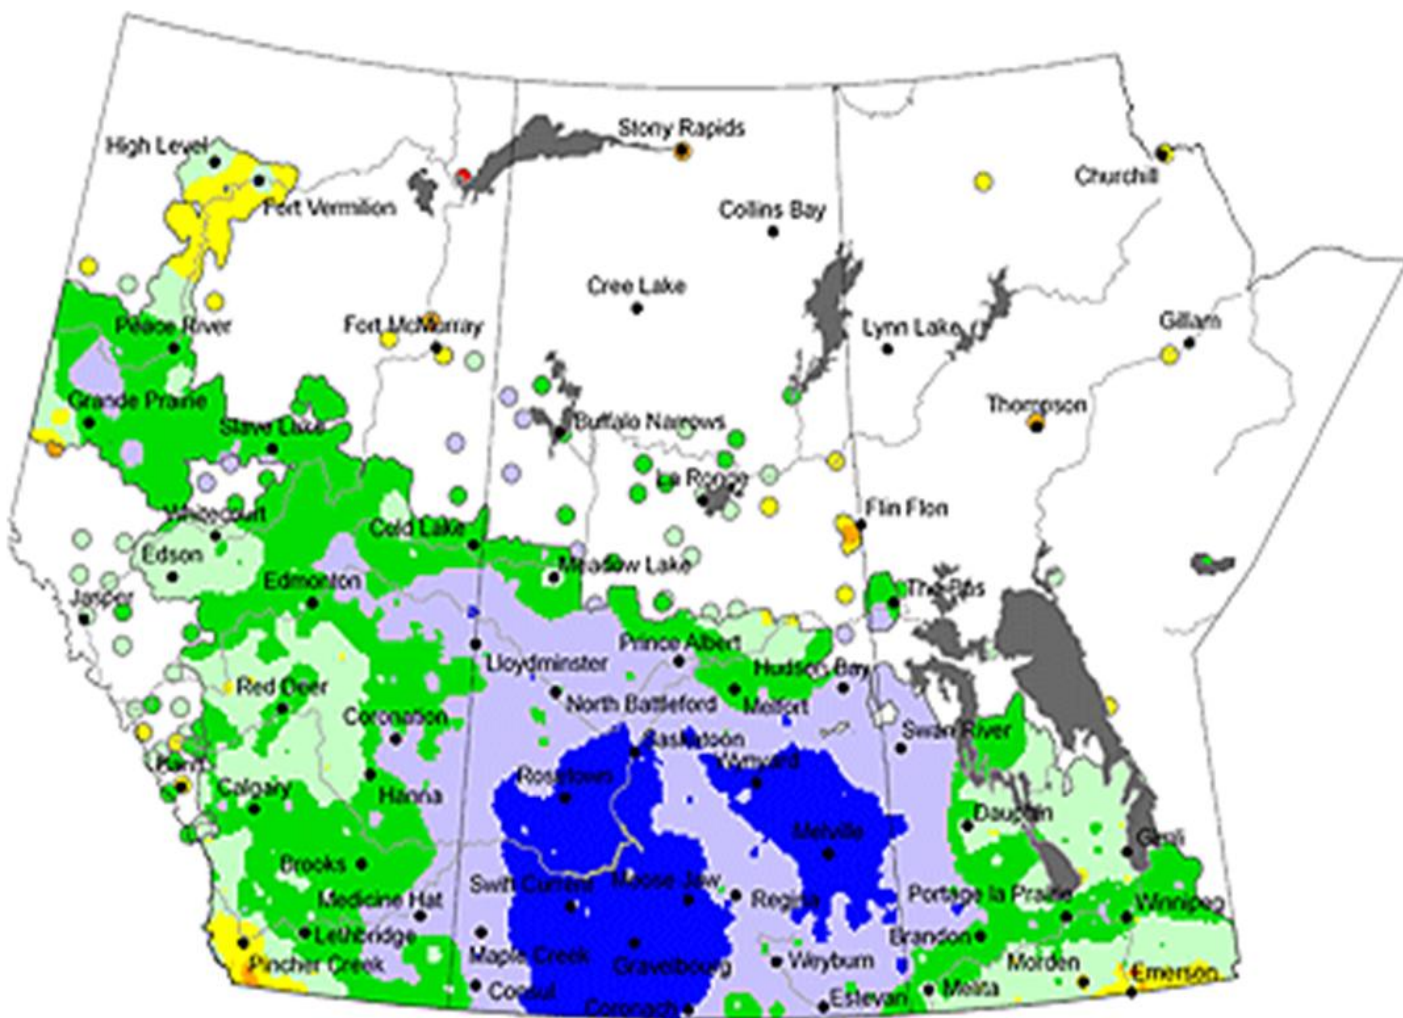 Stony Rapids
High Level
Churchill
Fort Vermilion
Collins Bay
Cree Lake
Peace River
Fort McMurray
Lynn Lake
Gillam
Grande Prairie
Thompson
Slave Lake
Buffalo Narrows
La Ronge
Flin Flon
Whitecourt
Cold Lake
Edson
Meadow Lake
Edmonton
The Pas
Jasper
Prince Albert
Lloydminster
Hudson Bay
Red Deer
North Battleford
Melfort
Coronation
Swan River
Saskatoon
Wynyard
Banff
Rosetown
Calgary
Hanna
Dauphin
Melville
Gimli
Brooks
Swift Current
Moose Jaw
Medicine Hat
Regina
Portage la Prairie
Winnipeg
Lethbridge
Brandon
Maple Creek
Pincher Creek
Gravelbourg
Weyburn
Morden
Emerson
Consul
Melita
Estevan
Coronach